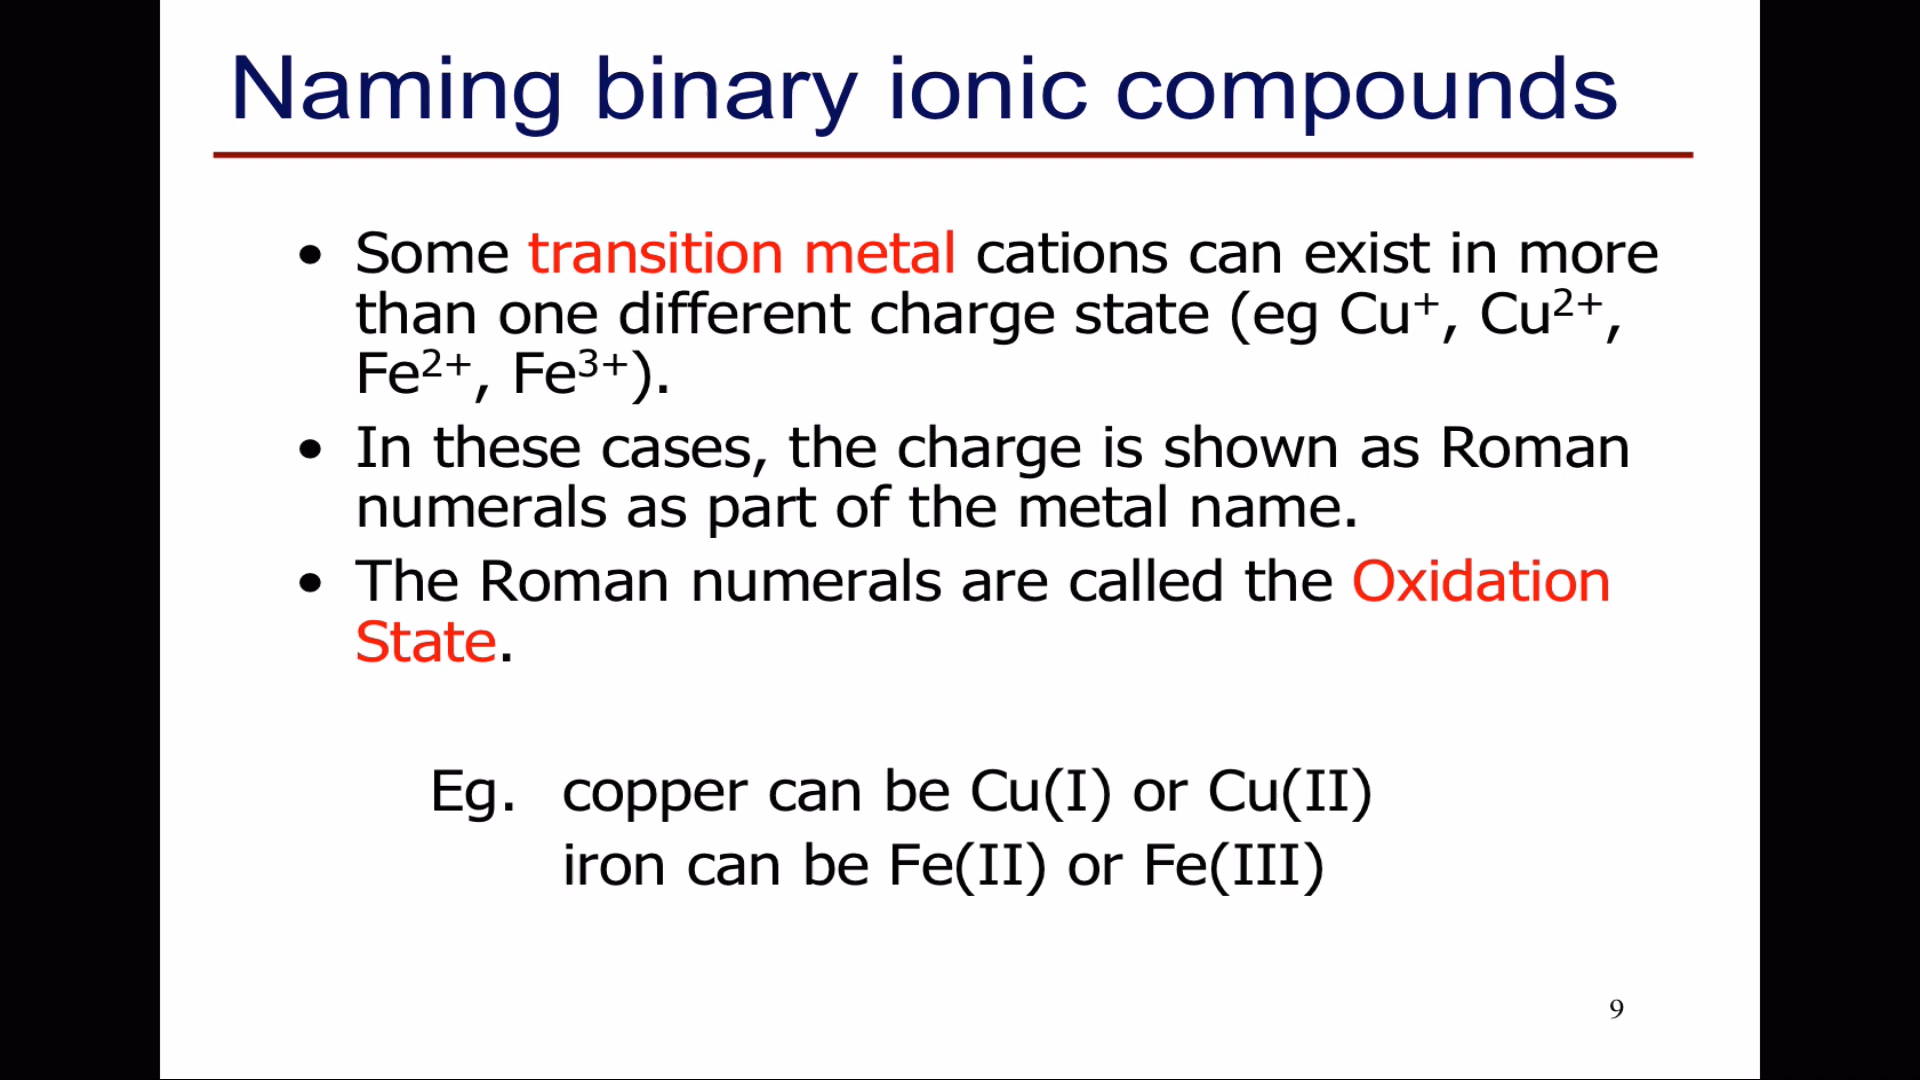 Naming binary ionic compounds
• Some transition metal cations can exist in more
than one different charge state (eg Cu⁺, Cu²⁺,
Fe²⁺, Fe³⁺).
• In these cases, the charge is shown as Roman
numerals as part of the metal name.
• The Roman numerals are called the Oxidation
State.
Eg. copper can be Cu(I) or Cu(II)
iron can be Fe(II) or Fe(III)
9